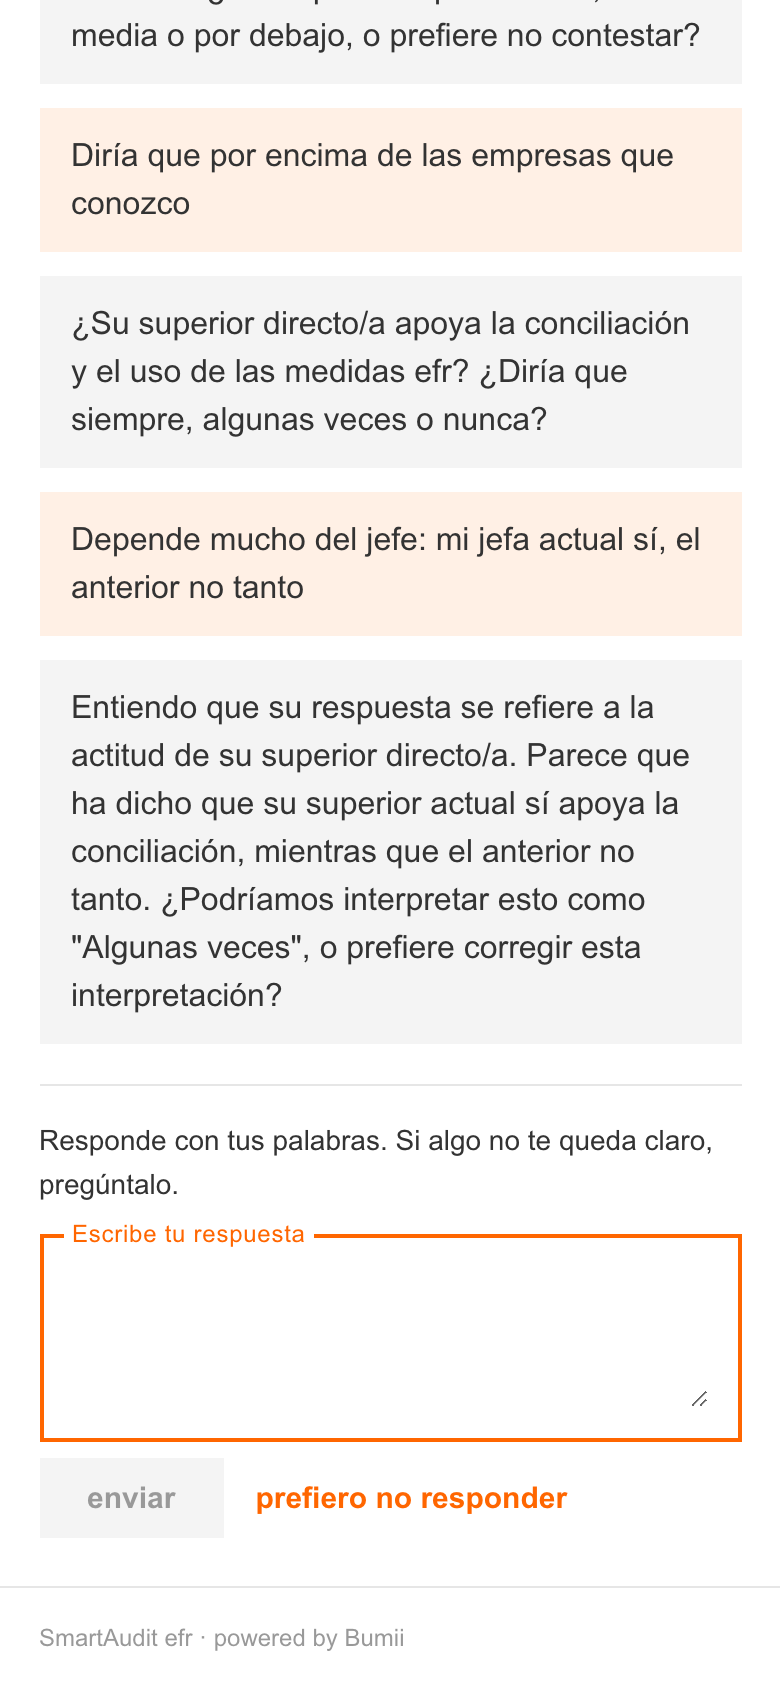 media o por debajo, o prefiere no contestar?
Diría que por encima de las empresas que
conozco
¿Su superior directo/a apoya la conciliación
y el uso de las medidas efr? ¿Diría que
siempre, algunas veces o nunca?
Depende mucho del jefe: mi jefa actual sí, el
anterior no tanto
Entiendo que su respuesta se refiere a la
actitud de su superior directo/a. Parece que
ha dicho que su superior actual sí apoya la
conciliación, mientras que el anterior no
tanto. ¿Podríamos interpretar esto como
"Algunas veces", o prefiere corregir esta
interpretación?
Responde con tus palabras. Si algo no te queda claro,
pregúntalo.
Escribe tu respuesta
enviar prefiero no responder
SmartAudit efr · powered by Bumii